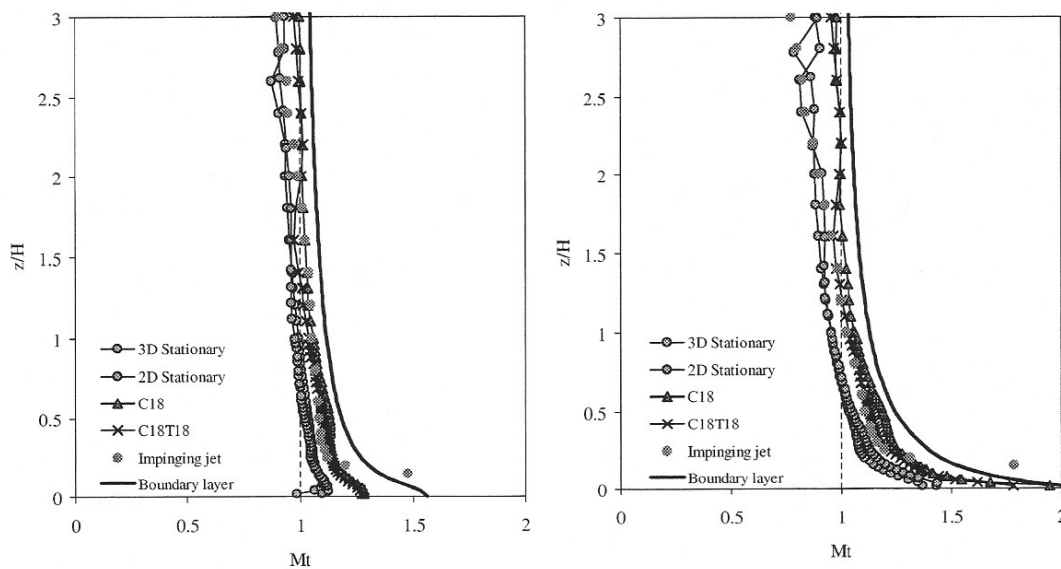 3
2.5
2
z/H
1.5
1
3D Stationary
2D Stationary
C18
0.5
C18T18
Impinging jet
Boundary layer
0
0
0.5
1
1.5
2
Mt
3
2.5
2
z/H
1.5
1
3D Stationary
2D Stationary
C18
0.5
C18T18
Impinging jet
Boundary layer
0
0
0.5
1
1.5
2
Mt